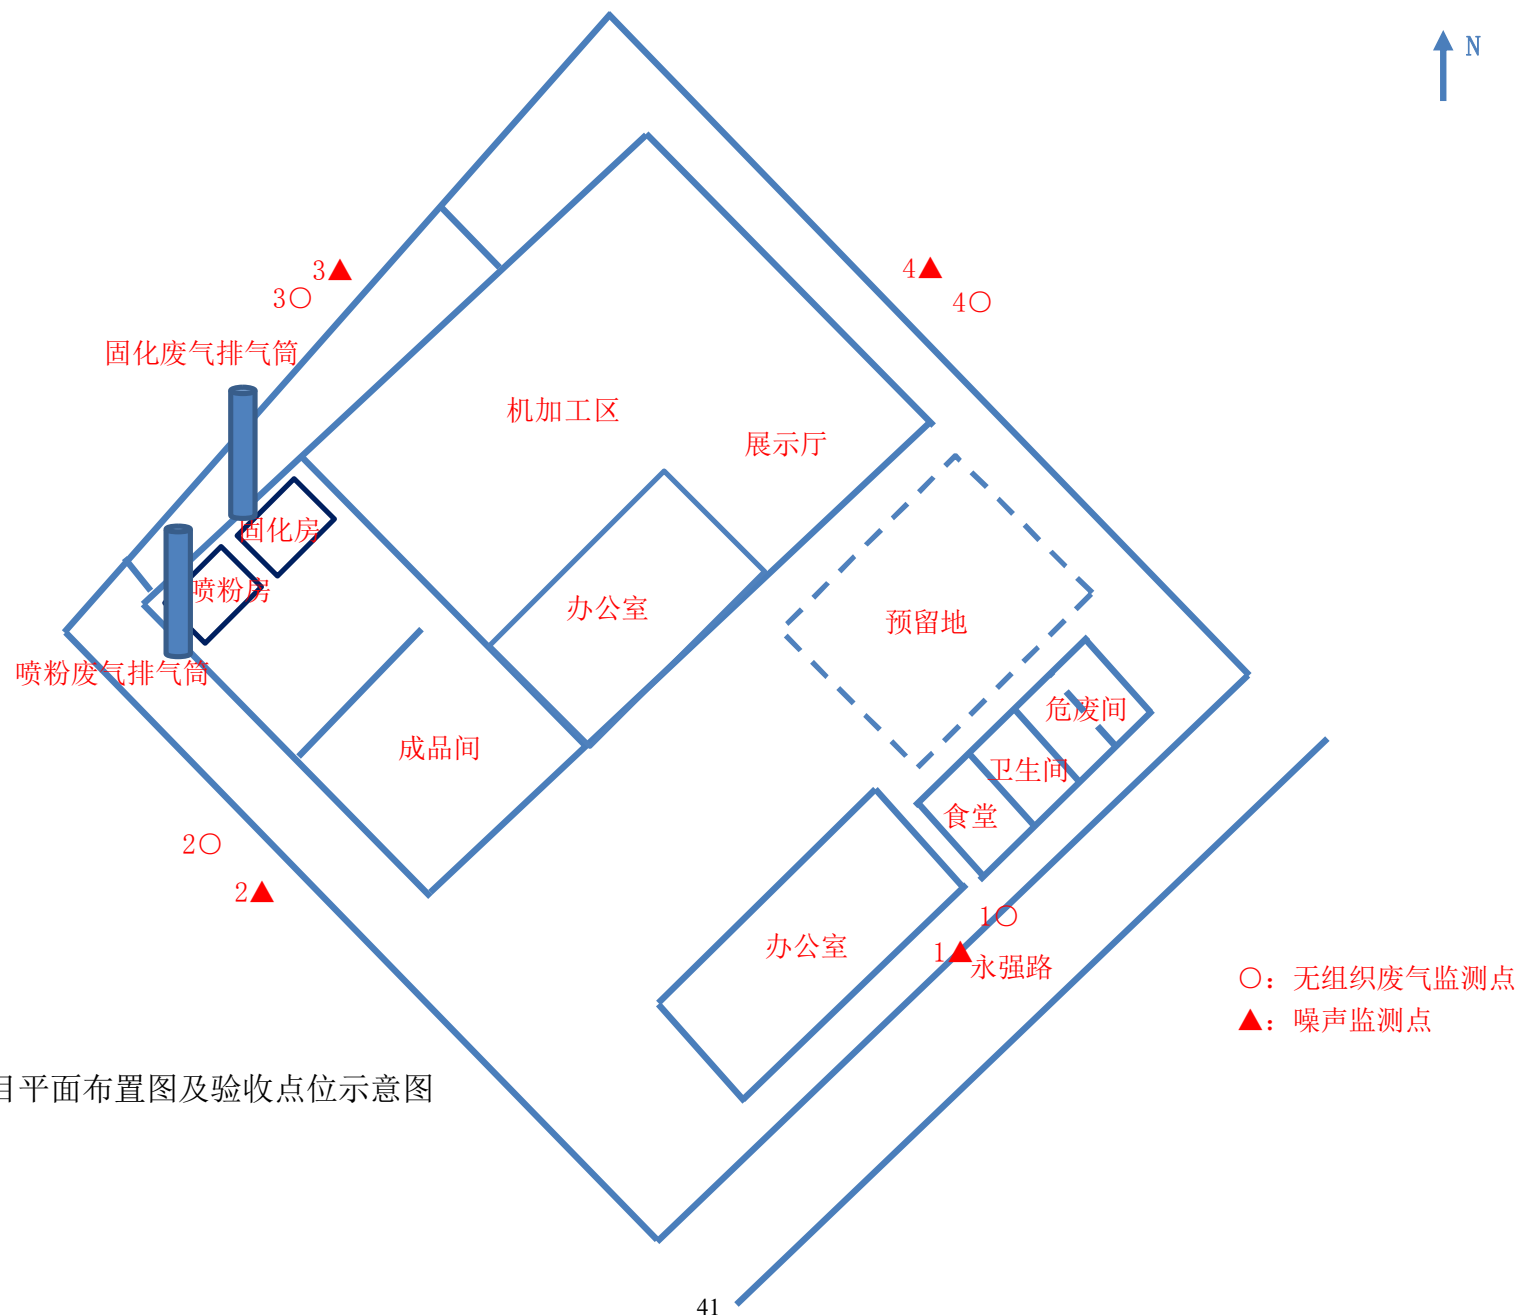 N
3▲
3○
4▲
4○
固化废气排气筒
机加工区
展示厅
固化房
喷粉房
办公室
预留地
喷粉废气排气筒
危废间
成品间
卫生间
食堂
2○
2▲
1○
办公室
1▲
永强路
○：无组织废气监测点
▲：噪声监测点
目平面布置图及验收点位示意图
41